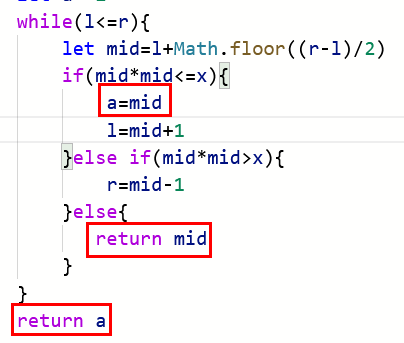 while(l<=r){
let mid=l+Math.floor((r-l)/2)
if(mid*mid<=x){
a=mid
l=mid+1
}else if(mid*mid>x){
r=mid-1
}else{
return mid
}
}
return a